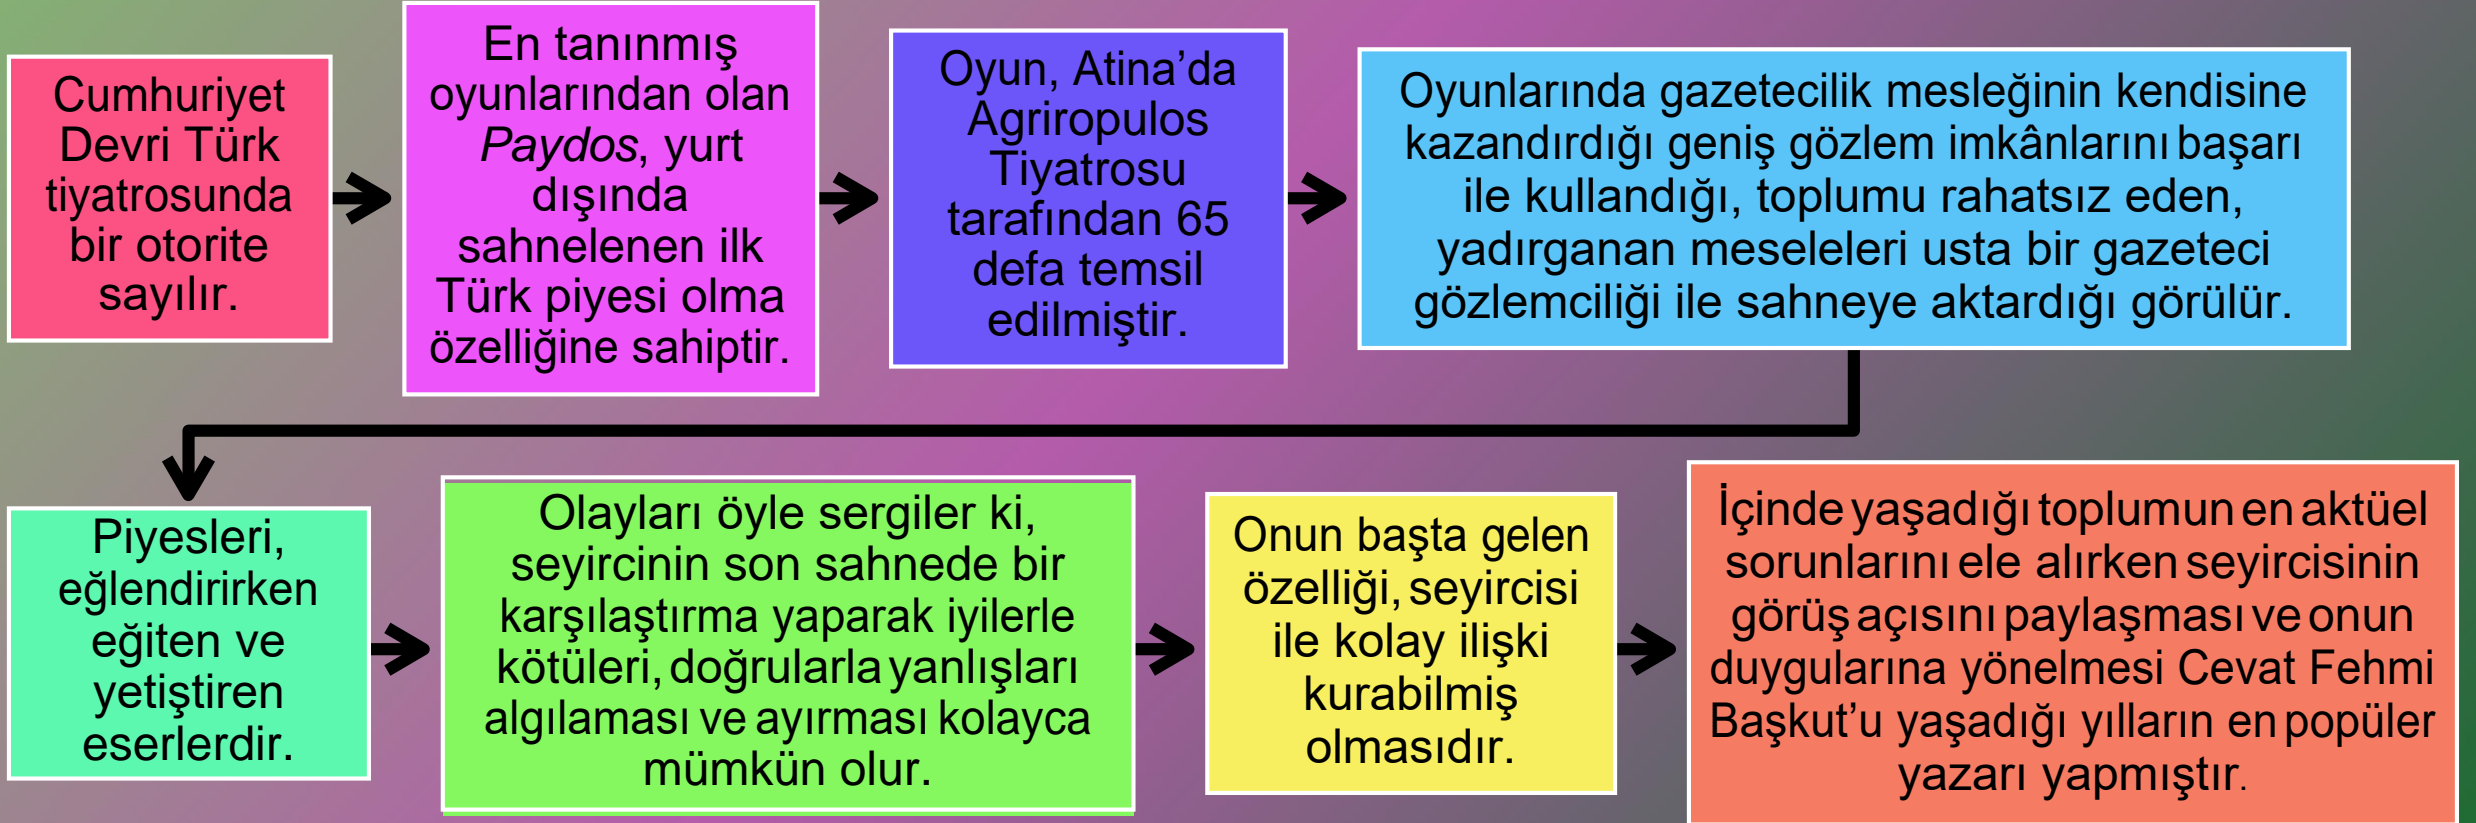 Cumhuriyet
Devri Türk
tiyatrosunda
bir otorite
sayılır.
En tanınmış
oyunlarından olan
Paydos, yurt
dışında
sahnelenen ilk
Türk piyesi olma
özelliğine sahiptir.
Oyun, Atina’da
Agriropulos
Tiyatrosu
tarafından 65
defa temsil
edilmiştir.
Oyunlarında gazetecilik mesleğinin kendisine
kazandırdığı geniş gözlem imkânlarını başarı
ile kullandığı, toplumu rahatsız eden,
yadırganan meseleleri usta bir gazeteci
gözlemciliği ile sahneye aktardığı görülür.
Piyesleri,
eğlendirirken
eğiten ve
yetiştiren
eserlerdir.
Olayları öyle sergiler ki,
seyircinin son sahnede bir
karşılaştırma yaparak iyilerle
kötüleri, doğrularla yanlışları
algılaması ve ayırması kolayca
mümkün olur.
Onun başta gelen
özelliği, seyircisi
ile kolay ilişki
kurabilmiş
olmasıdır.
İçinde yaşadığı toplumun en aktüel
sorunlarını ele alırken seyircisinin
görüş açısını paylaşması ve onun
duygularına yönelmesi Cevat Fehmi
Başkut’u yaşadığı yılların en popüler
yazarı yapmıştır.